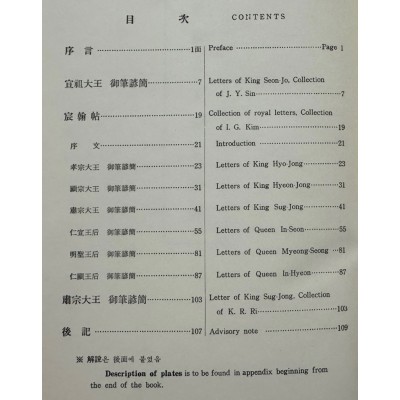 目 次
序 言 1
宣祖大王 御筆諺簡 7
宸翰帖 19
序 文 21
孝宗大王 御筆諺簡 23
顯宗大王 御筆諺簡 31
肅宗大王 御筆諺簡 41
仁宣王后 御筆諺簡 55
明聖王后 御筆諺簡 81
仁顯王后 御筆諺簡 87
肅宗大王 御筆諺簡 103
後 記 107
CONTENTS
Preface Page 1
Letters of King Seon-Jo, Collection
of J. Y. Sin 7
Collection of royal letters, Collection
of I. G. Kim 19
Introduction 21
Letters of King Hyo-Jong 23
Letters of King Hyeon-Jong 31
Letters of King Sug-Jong 41
Letters of Queen In-Seon 55
Letters of Queen Myeong-Seong 81
Letters of Queen In-Hyeon 87
Letter of King Sug-Jong, Collection
of K. R. Ri 103
Advisory note 109
※ 解說은 後面에 붙였음
Description of plates is to be found in appendix beginning from
the end of the book.